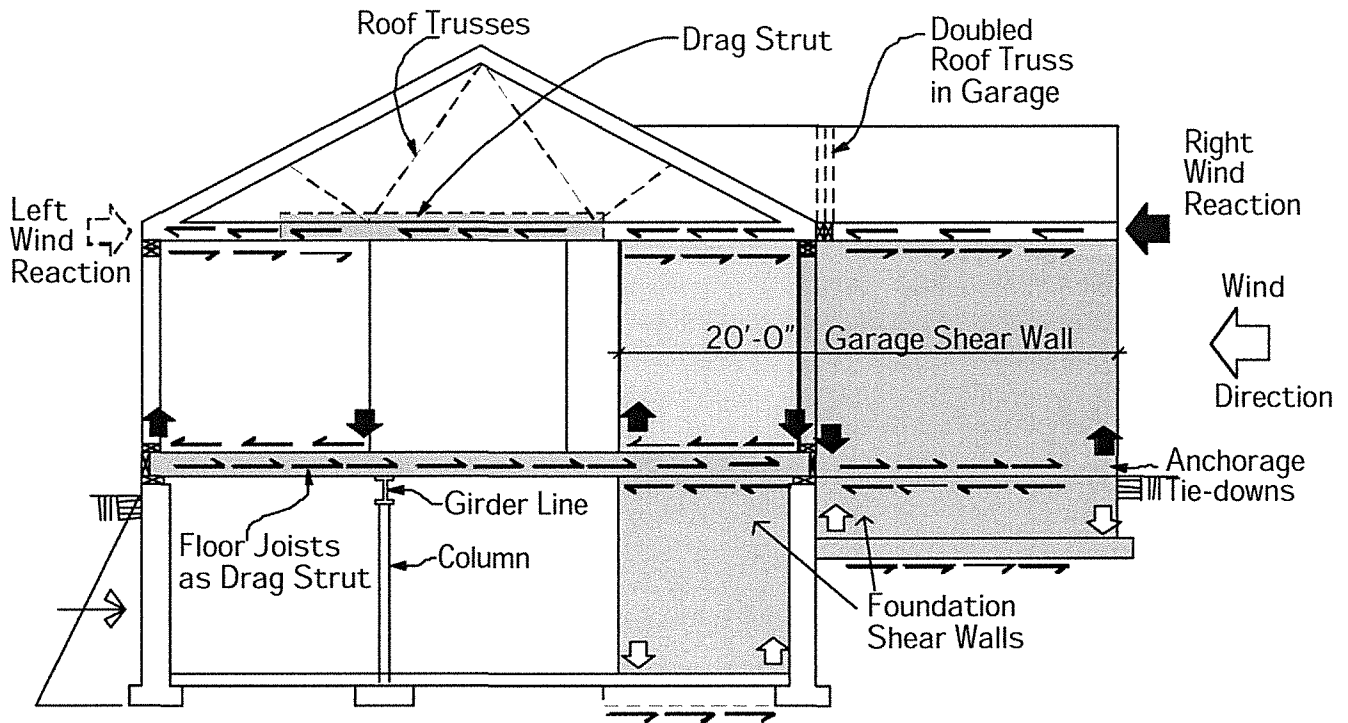 Roof Trusses
Drag Strut
Doubled
Roof Truss
in Garage
Right
Wind
Reaction
Left
Wind
Reaction
Wind
Direction
20'-0"
Garage Shear Wall
Anchorage
Tie-downs
Girder Line
Floor Joists
as Drag Strut
Column
Foundation
Shear Walls